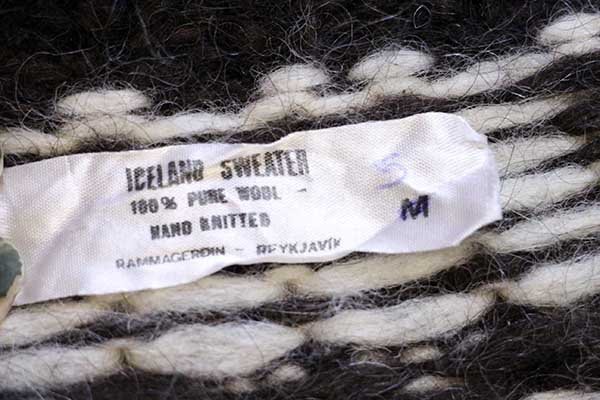 ICELAND SWEATER S
100% PURE WOOL - M
HAND KNITTED
RAMMAGERDIN - REYKJAVIK